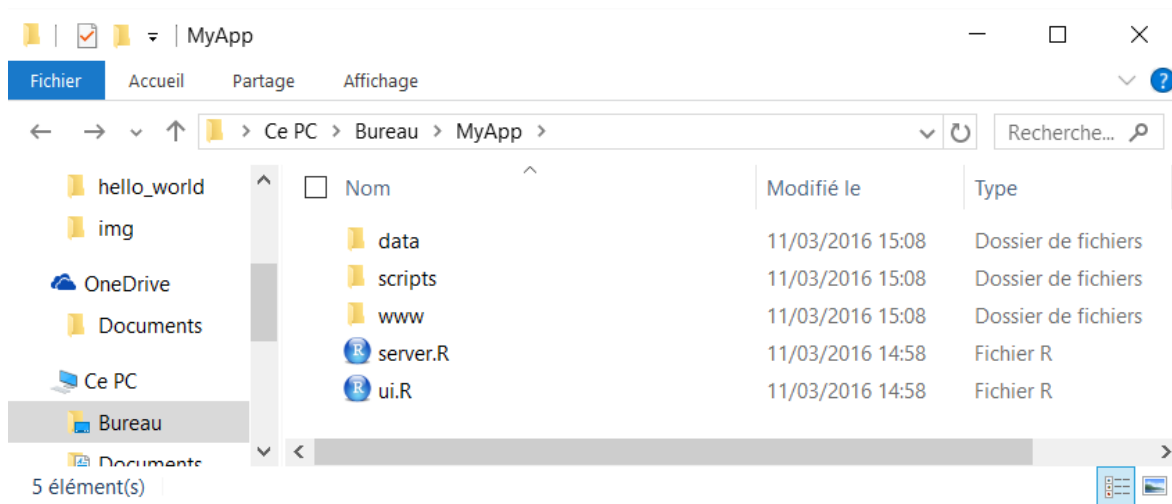 MyApp
Fichier Accueil Partage Affichage
Ce PC > Bureau > MyApp >
Recherche...
hello_world
img
OneDrive
Documents
Ce PC
Bureau
Documents
Nom Modifié le Type
data 11/03/2016 15:08 Dossier de fichiers
scripts 11/03/2016 15:08 Dossier de fichiers
www 11/03/2016 15:08 Dossier de fichiers
server.R 11/03/2016 14:58 Fichier R
ui.R 11/03/2016 14:58 Fichier R
5 élément(s)